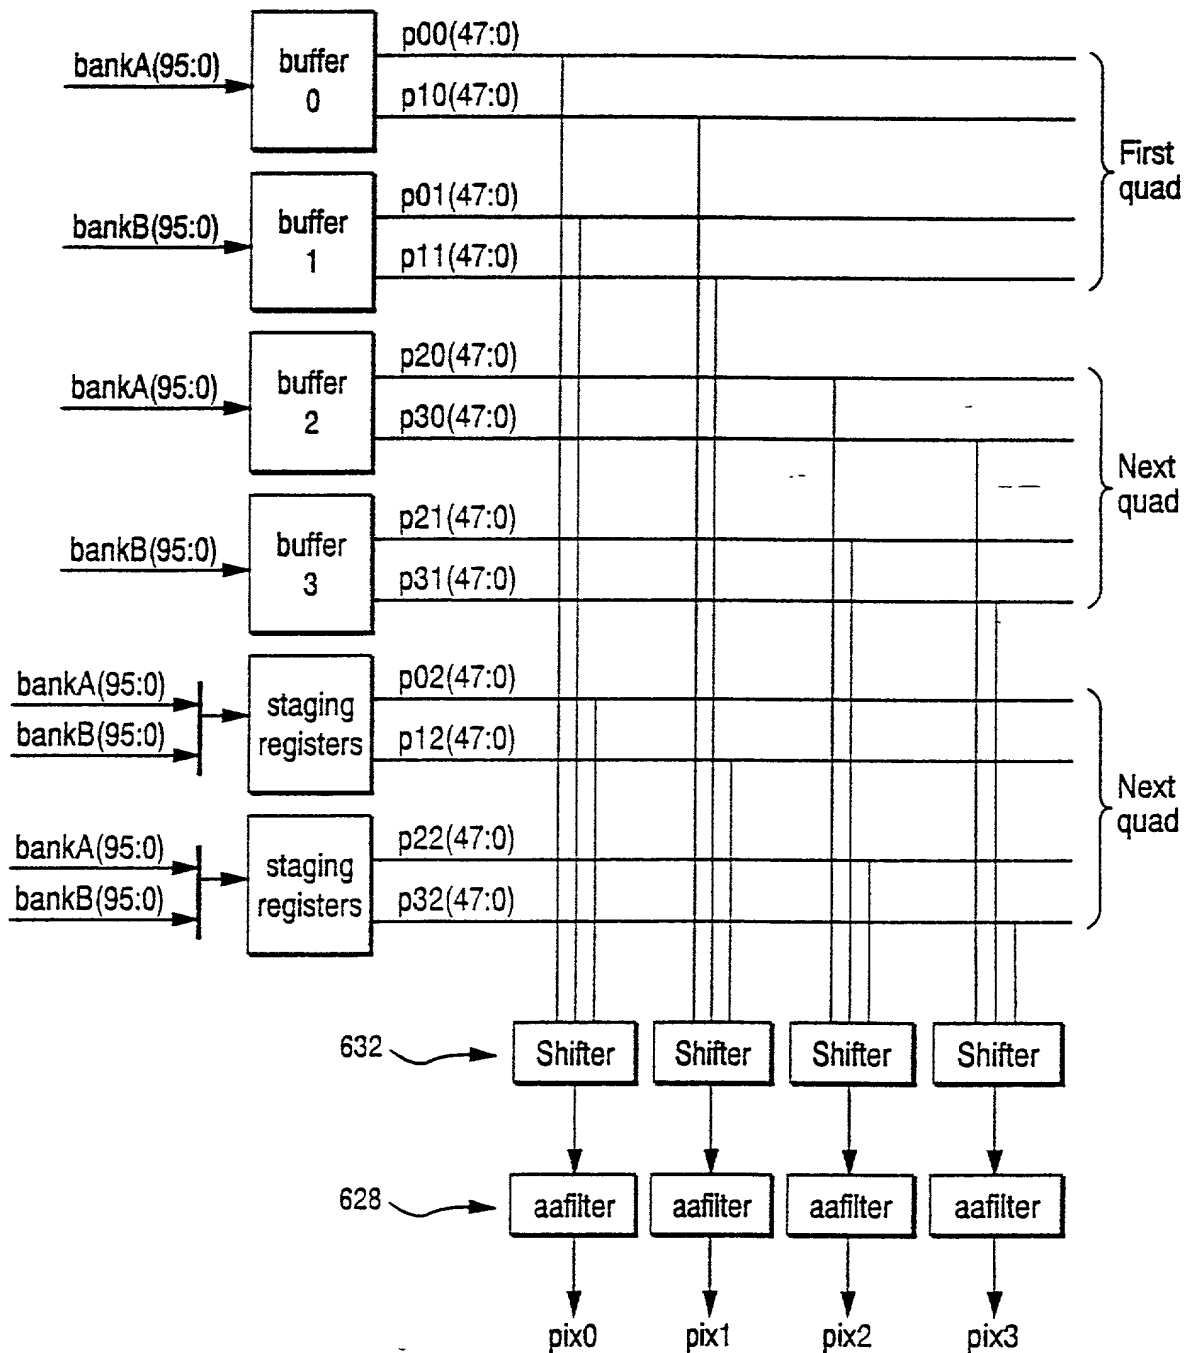 bankA(95:0)
buffer
0
p00(47:0)
p10(47:0)
First
quad
bankB(95:0)
buffer
1
p01(47:0)
p11(47:0)
bankA(95:0)
buffer
2
p20(47:0)
p30(47:0)
Next
quad
bankB(95:0)
buffer
3
p21(47:0)
p31(47:0)
bankA(95:0)
bankB(95:0)
staging
registers
p02(47:0)
p12(47:0)
Next
quad
bankA(95:0)
bankB(95:0)
staging
registers
p22(47:0)
p32(47:0)
632
Shifter
Shifter
Shifter
Shifter
628
aafilter
aafilter
aafilter
aafilter
pix0
pix1
pix2
pix3